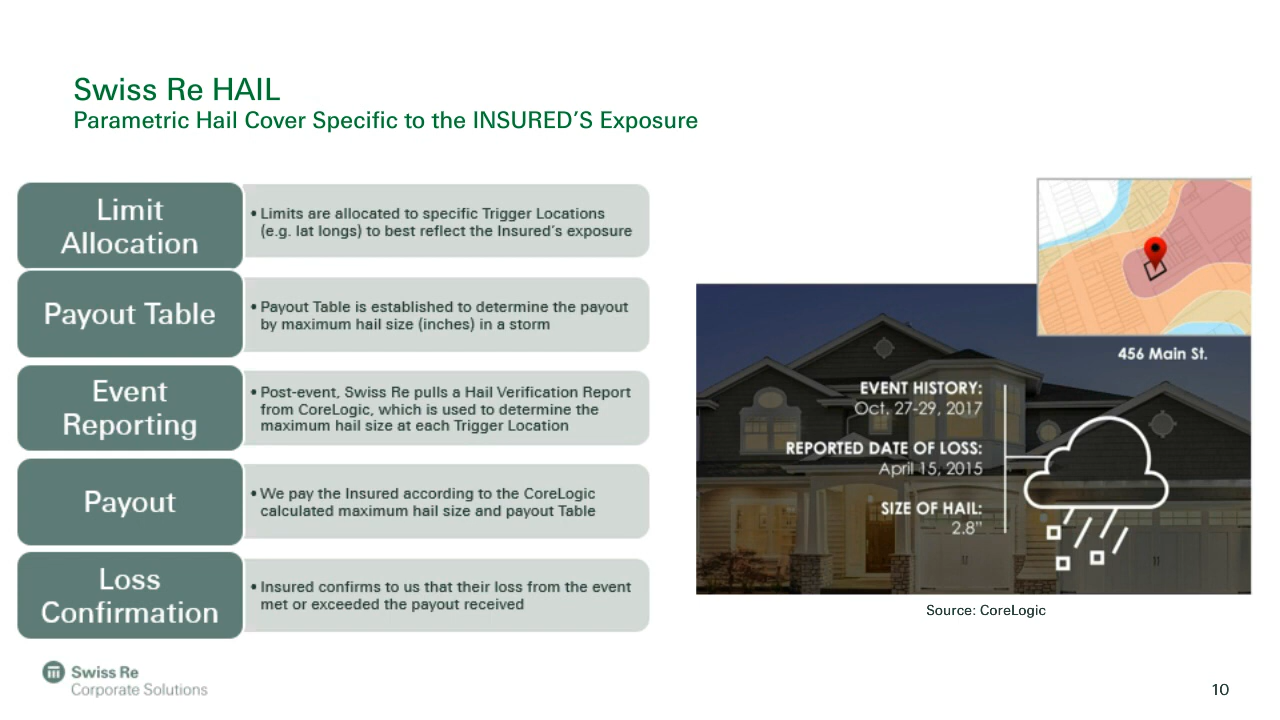 Swiss Re HAIL
Parametric Hail Cover Specific to the INSURED’S Exposure
Limit
Allocation
• Limits are allocated to specific Trigger Locations
(e.g. lat longs) to best reflect the Insured’s exposure
Payout Table
• Payout Table is established to determine the payout
by maximum hail size (inches) in a storm
Event
Reporting
• Post-event, Swiss Re pulls a Hail Verification Report
from CoreLogic, which is used to determine the
maximum hail size at each Trigger Location
Payout
• We pay the Insured according to the CoreLogic
calculated maximum hail size and payout Table
Loss
Confirmation
• Insured confirms to us that their loss from the event
met or exceeded the payout received
456 Main St.
EVENT HISTORY:
Oct. 27-29, 2017
REPORTED DATE OF LOSS:
April 15, 2015
SIZE OF HAIL:
2.8"
Source: CoreLogic
Swiss Re
Corporate Solutions
10